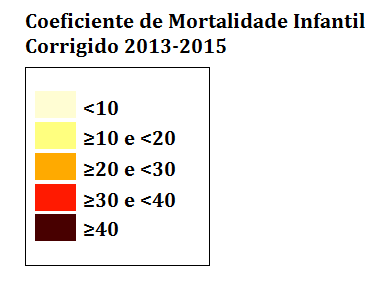 Coeficiente de Mortalidade Infantil
Corrigido 2013-2015
<10
≥10 e <20
≥20 e <30
≥30 e <40
≥40